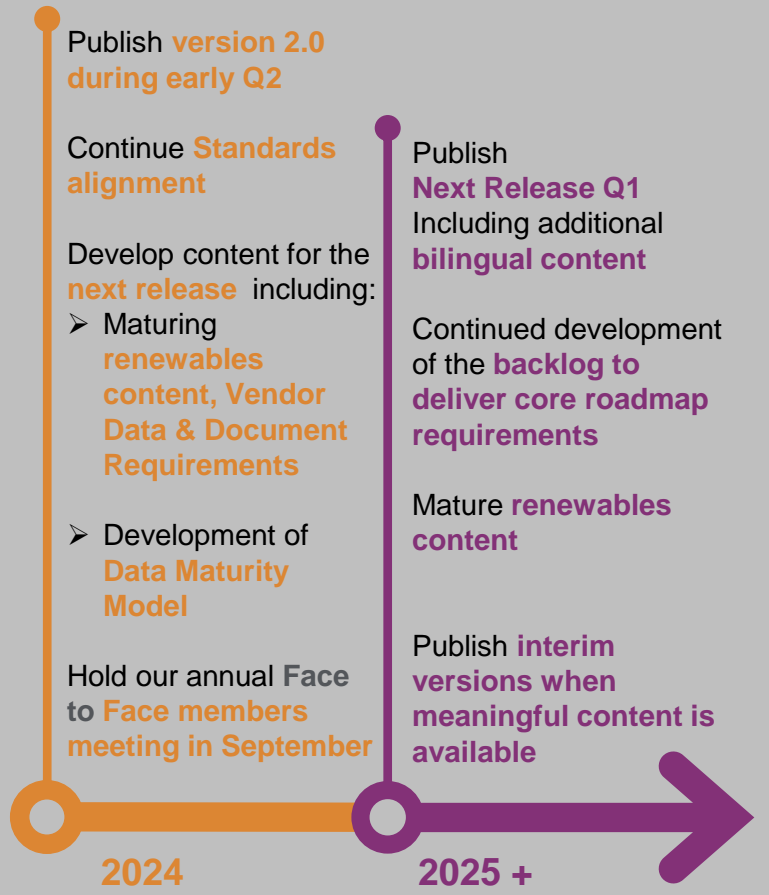 Publish version 2.0
during early Q2
Continue Standards
alignment
Develop content for the
next release including:
➢ Maturing
renewables
content, Vendor
Data & Document
Requirements
➢ Development of
Data Maturity
Model
Hold our annual Face
to Face members
meeting in September
2024
Publish
Next Release Q1
Including additional
bilingual content
Continued development
of the backlog to
deliver core roadmap
requirements
Mature renewables
content
Publish interim
versions when
meaningful content is
available
2025 +